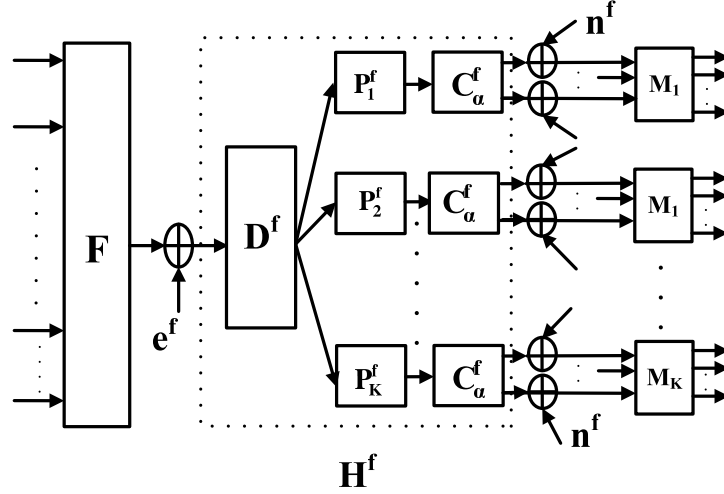 n^f
P_1^f
C_α^f
M_1
F
D^f
P_2^f
C_α^f
M_1
e^f
P_K^f
C_α^f
M_K
n^f
H^f